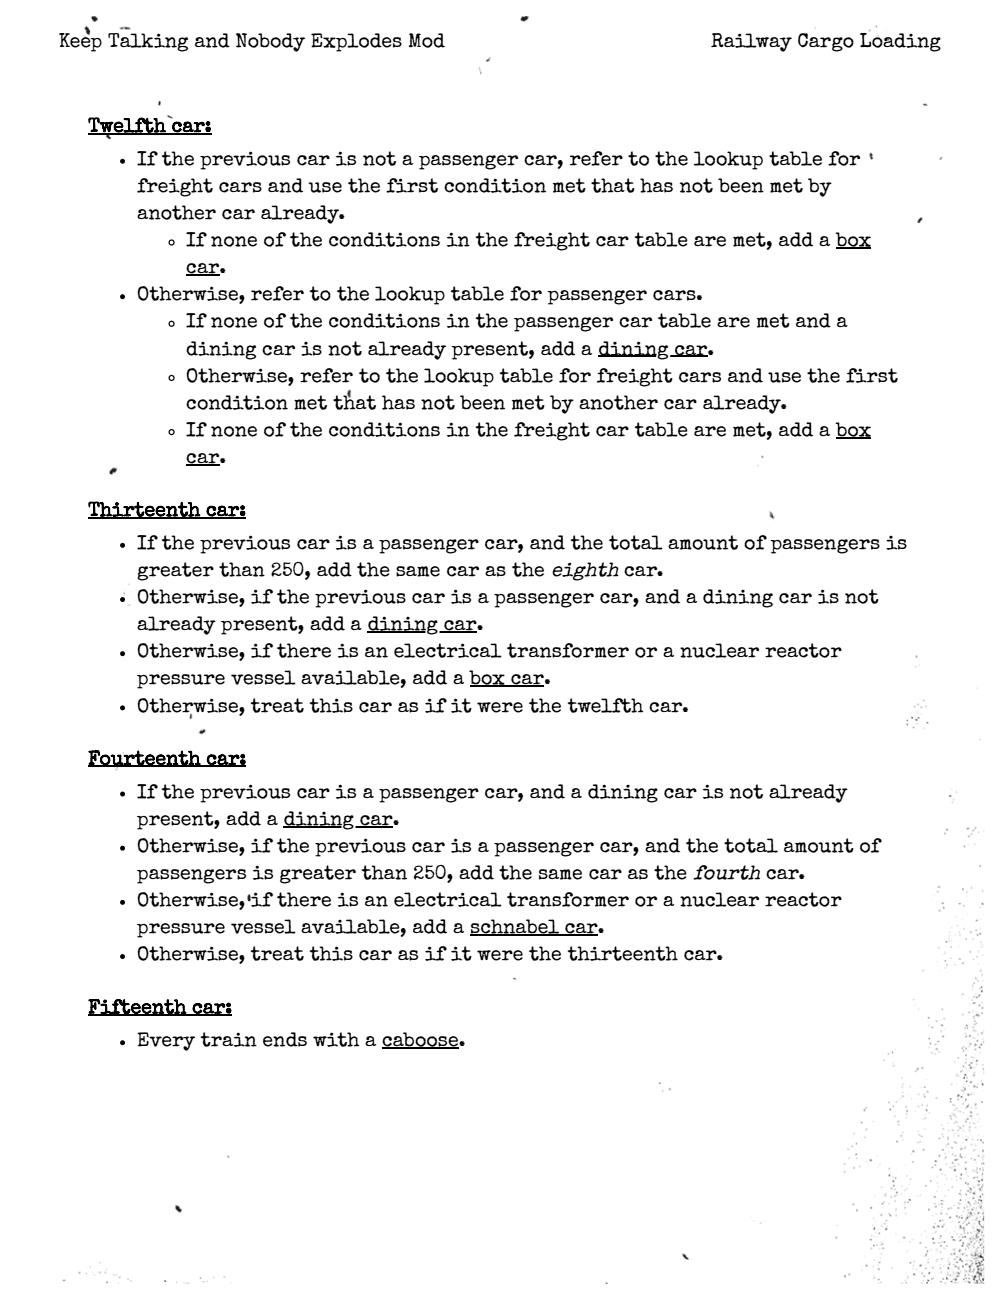 Keep Talking and Nobody Explodes Mod
Railway Cargo Loading
Twelfth car:
• If the previous car is not a passenger car, refer to the lookup table for
freight cars and use the first condition met that has not been met by
another car already.
◦ If none of the conditions in the freight car table are met, add a box
car.
• Otherwise, refer to the lookup table for passenger cars.
◦ If none of the conditions in the passenger car table are met and a
dining car is not already present, add a dining car.
◦ Otherwise, refer to the lookup table for freight cars and use the first
condition met that has not been met by another car already.
◦ If none of the conditions in the freight car table are met, add a box
car.
Thirteenth car:
• If the previous car is a passenger car, and the total amount of passengers is
greater than 250, add the same car as the eighth car.
• Otherwise, if the previous car is a passenger car, and a dining car is not
already present, add a dining car.
• Otherwise, if there is an electrical transformer or a nuclear reactor
pressure vessel available, add a box car.
• Otherwise, treat this car as if it were the twelfth car.
Fourteenth car:
• If the previous car is a passenger car, and a dining car is not already
present, add a dining car.
• Otherwise, if the previous car is a passenger car, and the total amount of
passengers is greater than 250, add the same car as the fourth car.
• Otherwise, if there is an electrical transformer or a nuclear reactor
pressure vessel available, add a schnabel car.
• Otherwise, treat this car as if it were the thirteenth car.
Fifteenth car:
• Every train ends with a caboose.